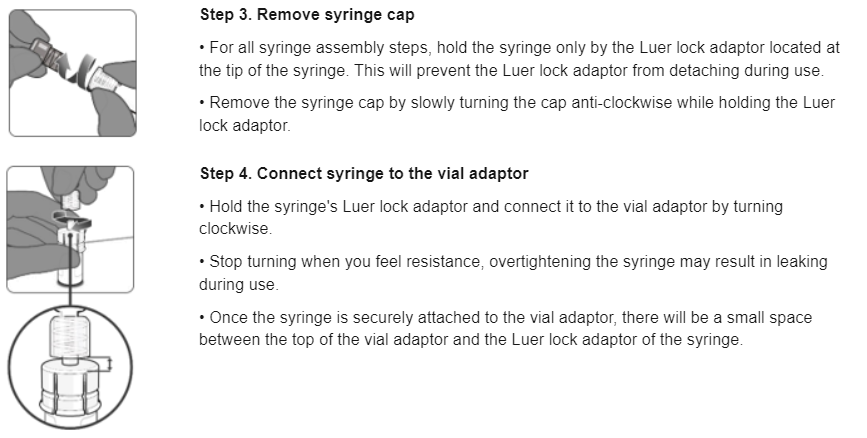 Step 3. Remove syringe cap
• For all syringe assembly steps, hold the syringe only by the Luer lock adaptor located at
the tip of the syringe. This will prevent the Luer lock adaptor from detaching during use.
• Remove the syringe cap by slowly turning the cap anti-clockwise while holding the Luer
lock adaptor.
Step 4. Connect syringe to the vial adaptor
• Hold the syringe's Luer lock adaptor and connect it to the vial adaptor by turning
clockwise.
• Stop turning when you feel resistance, overtightening the syringe may result in leaking
during use.
• Once the syringe is securely attached to the vial adaptor, there will be a small space
between the top of the vial adaptor and the Luer lock adaptor of the syringe.